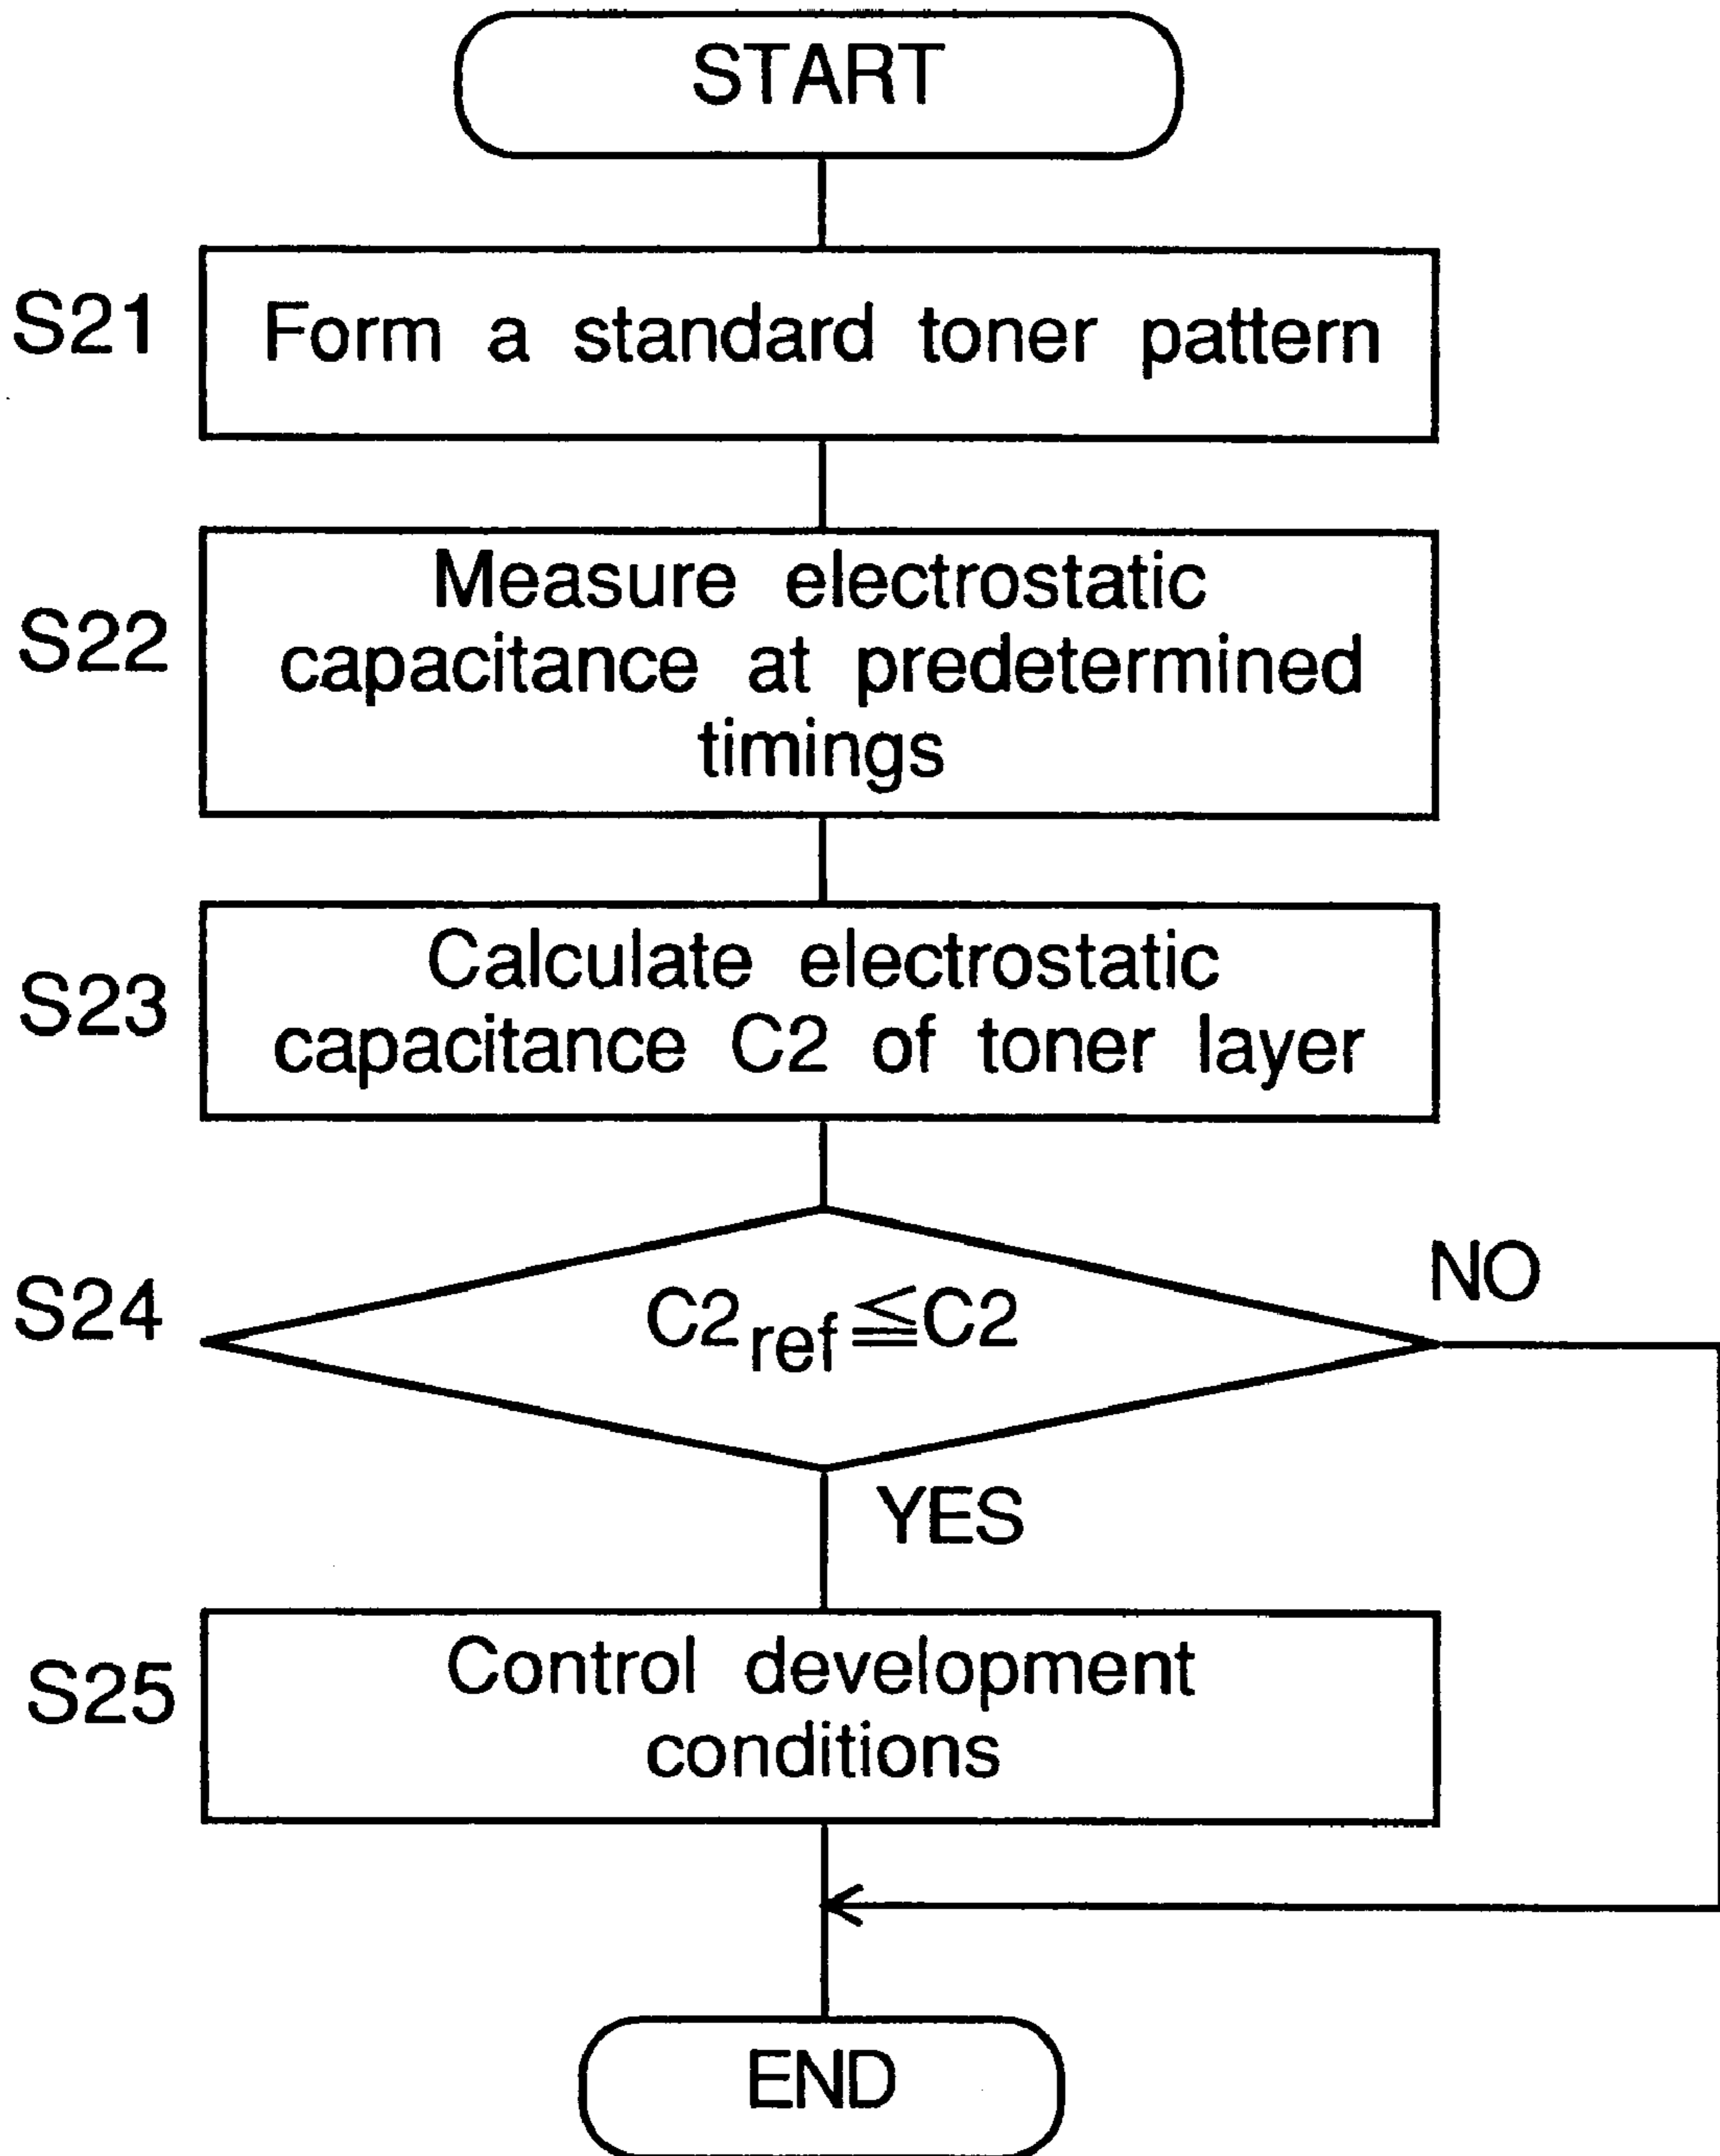 START
S21
Form a standard toner pattern
S22
Measure electrostatic
capacitance at predetermined
timings
S23
Calculate electrostatic
capacitance C2 of toner layer
S24
C2ref≦C2
NO
YES
S25
Control development
conditions
END